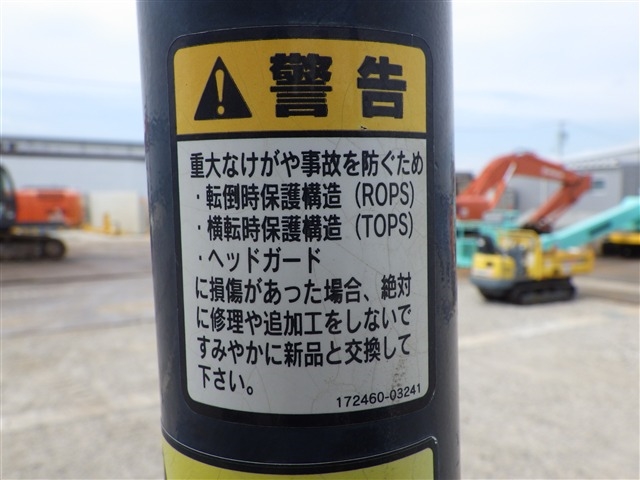 警告
重大なけがや事故を防ぐため
・転倒時保護構造（ROPS）
・横転時保護構造（TOPS）
・ヘッドガード
に損傷があった場合、絶対
に修理や追加工をしないで
すみやかに新品と交換して
下さい。
172460-03241